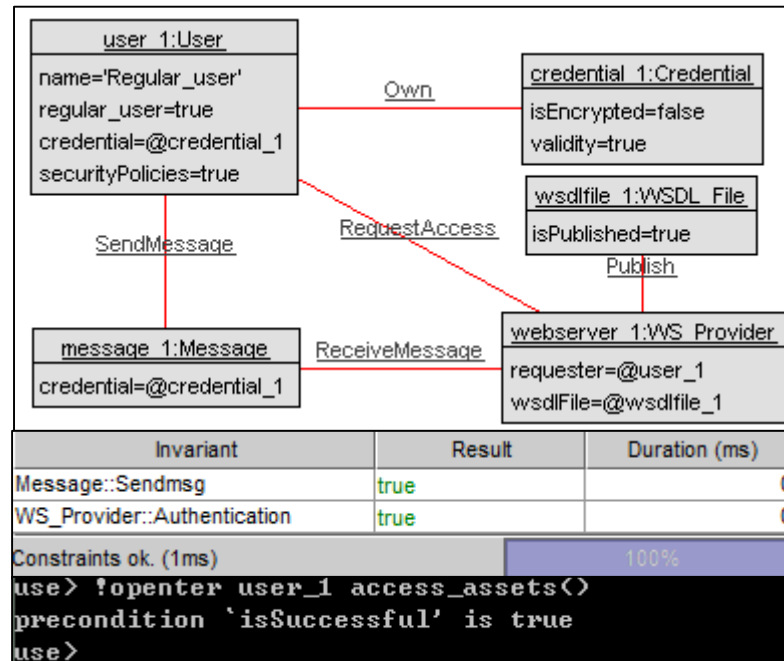 user_1:User
name='Regular_user'
regular_user=true
credential=@credential_1
securityPolicies=true
Own
credential_1:Credential
isEncrypted=false
validity=true
wsdlfile_1:WSDL_File
isPublished=true
RequestAccess
SendMessage
Publish
message_1:Message
credential=@credential_1
ReceiveMessage
webserver_1:WS_Provider
requester=@user_1
wsdlFile=@wsdlfile_1
Invariant Result Duration (ms)
Message::Sendmsg true
WS_Provider::Authentication true
Constraints ok. (1ms) 100%
use> !openter user_1 access_assets()
precondition `isSuccessful' is true
use>